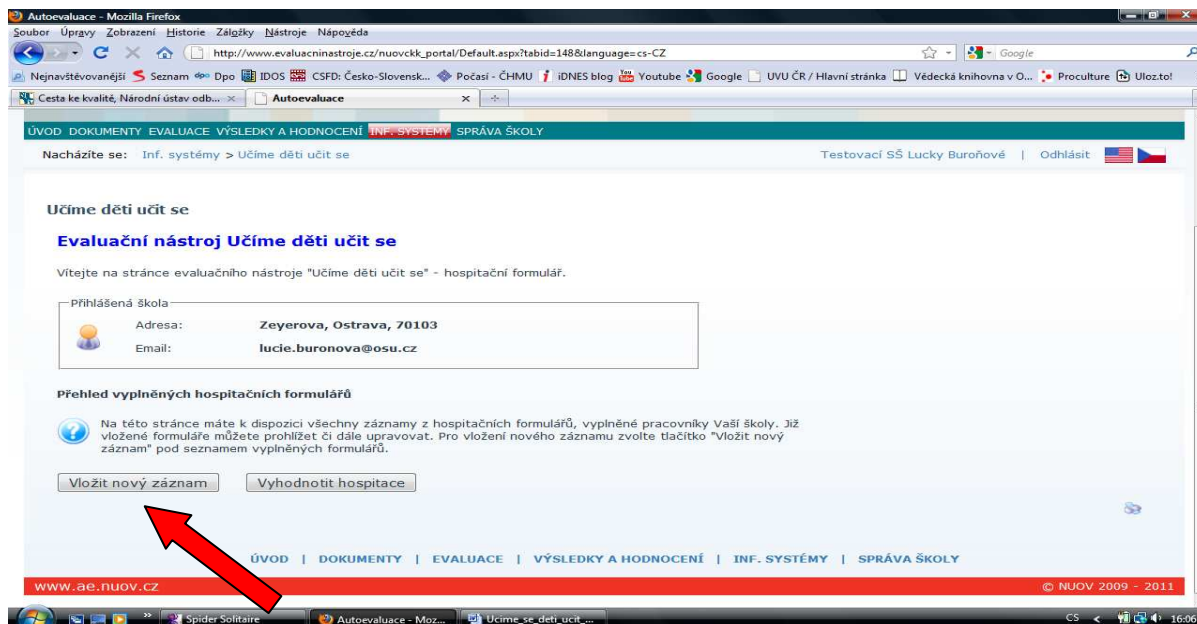 Autoevaluace - Mozilla Firefox
Soubor Úpravy Zobrazení Historie Záložky Nástroje Nápověda
http://www.evaluacninastroje.cz/nuovckk_portal/Default.aspx?tabid=148&language=cs-CZ Google
Nejnavštěvovanější Seznam Dpo IDOS CSFD: Česko-Slovensk... Počasí - ČHMÚ iDNES blog Youtube Google UVU ČR / Hlavní stránka Vědecká knihovna v O... Proculture Uloz.to!
Cesta ke kvalitě, Národní ústav odb... Autoevaluace
ÚVOD DOKUMENTY EVALUACE VÝSLEDKY A HODNOCENÍ INF. SYSTÉMY SPRÁVA ŠKOLY
Nacházíte se: Inf. systémy > Učíme děti učit se Testovací SŠ Lucky Buroňové | Odhlásit
Učíme děti učit se
Evaluační nástroj Učíme děti učit se
Vítejte na stránce evaluačního nástroje "Učíme děti učit se" - hospitační formulář.
Přihlášená škola
Adresa: Zeyerova, Ostrava, 70103
Email: lucie.buronova@osu.cz
Přehled vyplněných hospitačních formulářů
Na této stránce máte k dispozici všechny záznamy z hospitačních formulářů, vyplněné pracovníky Vaší školy. Již
vložené formuláře můžete prohlížet či dále upravovat. Pro vložení nového záznamu zvolte tlačítko "Vložit nový
záznam" pod seznamem vyplněných formulářů.
Vložit nový záznam Vyhodnotit hospitace
ÚVOD | DOKUMENTY | EVALUACE | VÝSLEDKY A HODNOCENÍ | INF. SYSTÉMY | SPRÁVA ŠKOLY
www.ae.nuov.cz © NUOV 2009 - 2011
Spider Solitaire Autoevaluace - Moz... Ucime_se_deti_ucit_... CS 16:06